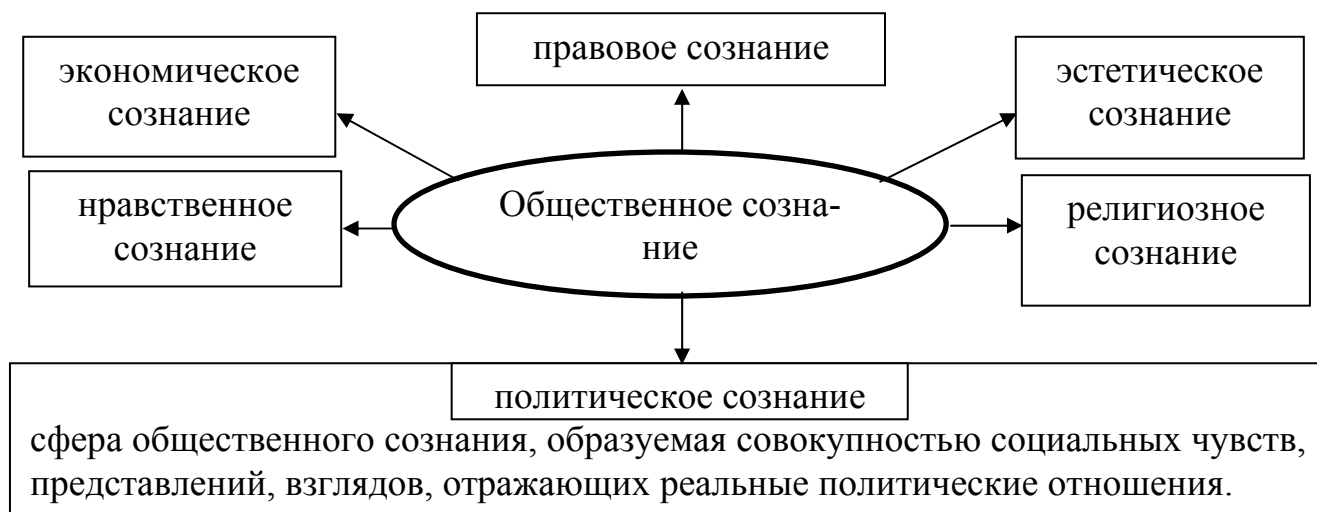 правовое сознание
экономическое
сознание
эстетическое
сознание
нравственное
сознание
Общественное созна-
ние
религиозное
сознание
политическое сознание
сфера общественного сознания, образуемая совокупностью социальных чувств,
представлений, взглядов, отражающих реальные политические отношения.